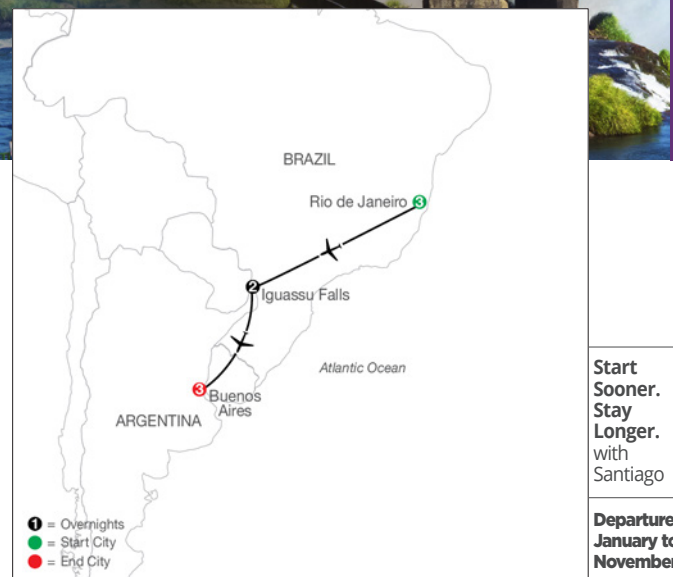 BRAZIL
Rio de Janeiro 3
2
Iguassu Falls
Atlantic Ocean
3 Buenos
Aires
ARGENTINA
1 = Overnights
= Start City
= End City
Start
Sooner.
Stay
Longer.
with
Santiago
Departure
January to
November